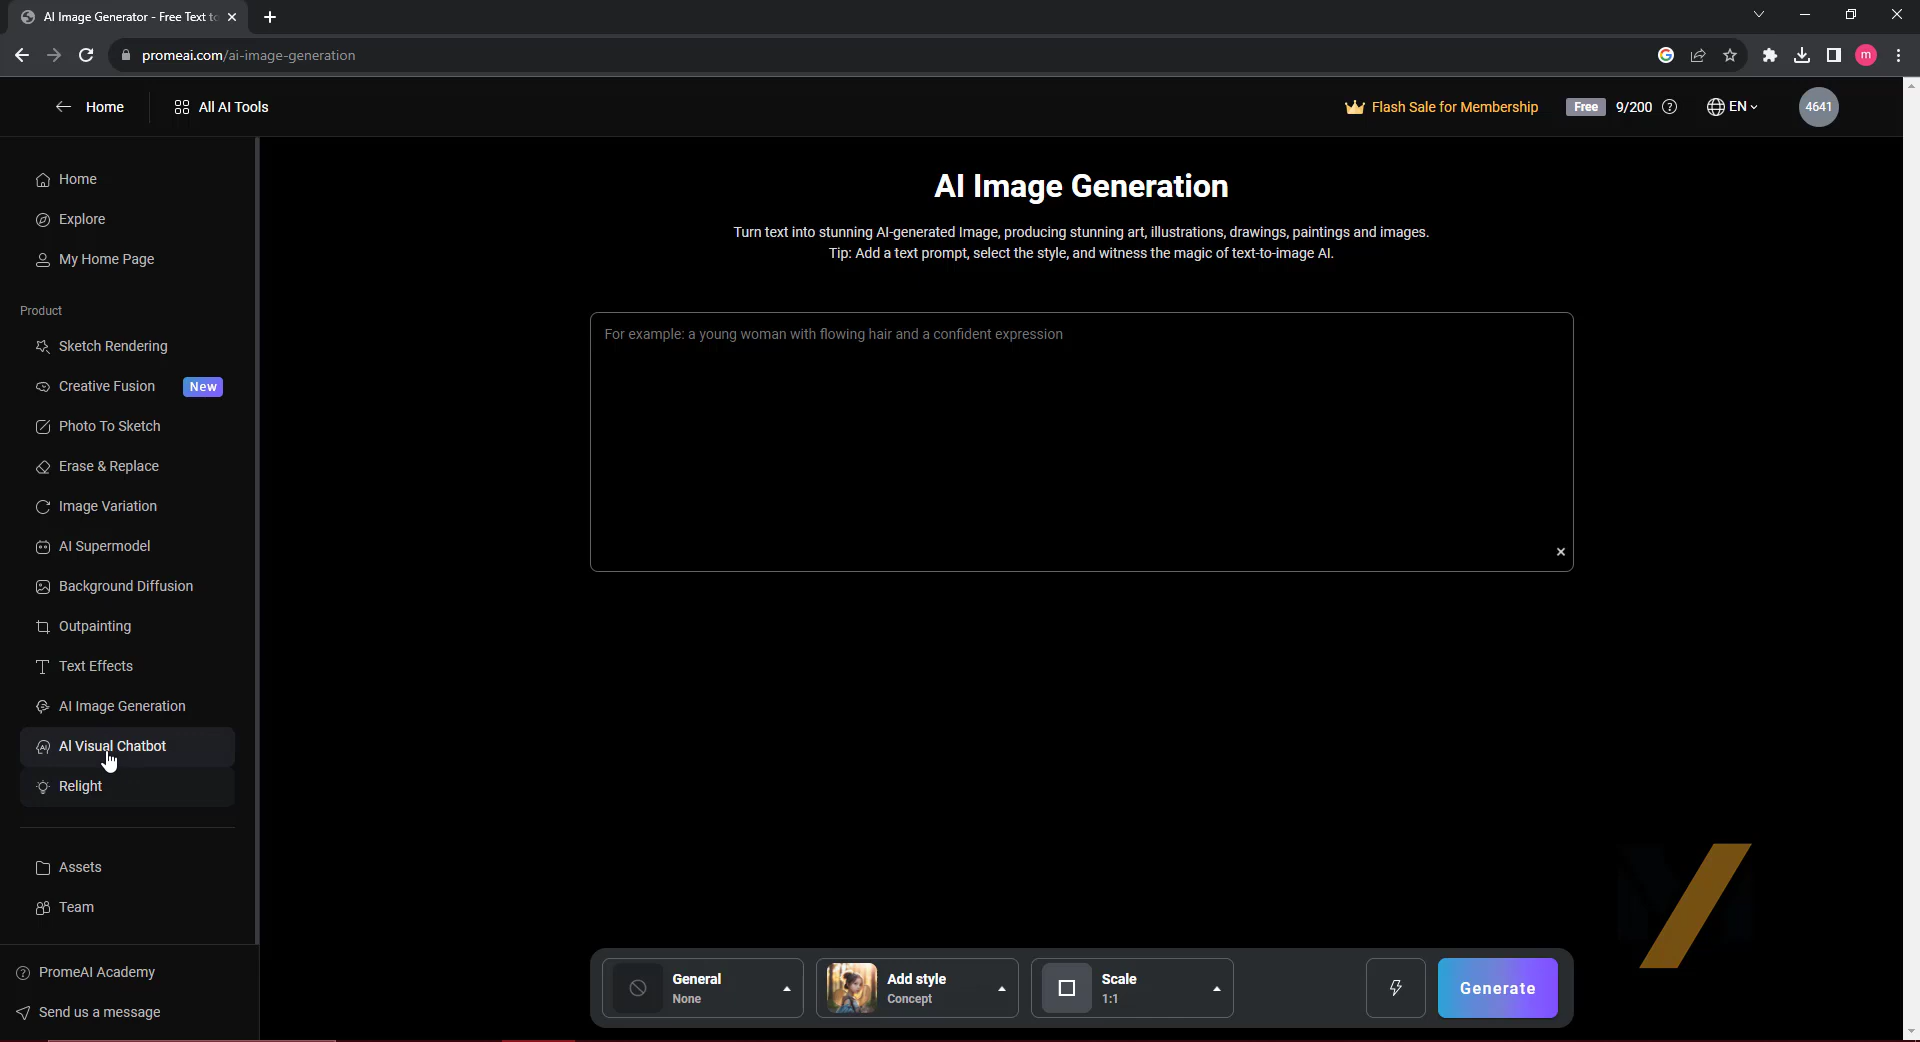 AI Image Generator - Free Text to
promeai.com/ai-image-generation
m
Home
All AI Tools
Flash Sale for Membership
Free
9/200
EN
4641
Home
Explore
My Home Page
Product
Sketch Rendering
Creative Fusion
New
Photo To Sketch
Erase & Replace
Image Variation
AI Supermodel
Background Diffusion
Outpainting
Text Effects
AI Image Generation
AI Visual Chatbot
Relight
Assets
Team
PromeAI Academy
Send us a message
AI Image Generation
Turn text into stunning AI-generated Image, producing stunning art, illustrations, drawings, paintings and images.
Tip: Add a text prompt, select the style, and witness the magic of text-to-image AI.
For example: a young woman with flowing hair and a confident expression
General
None
Add style
Concept
Scale
1:1
Generate